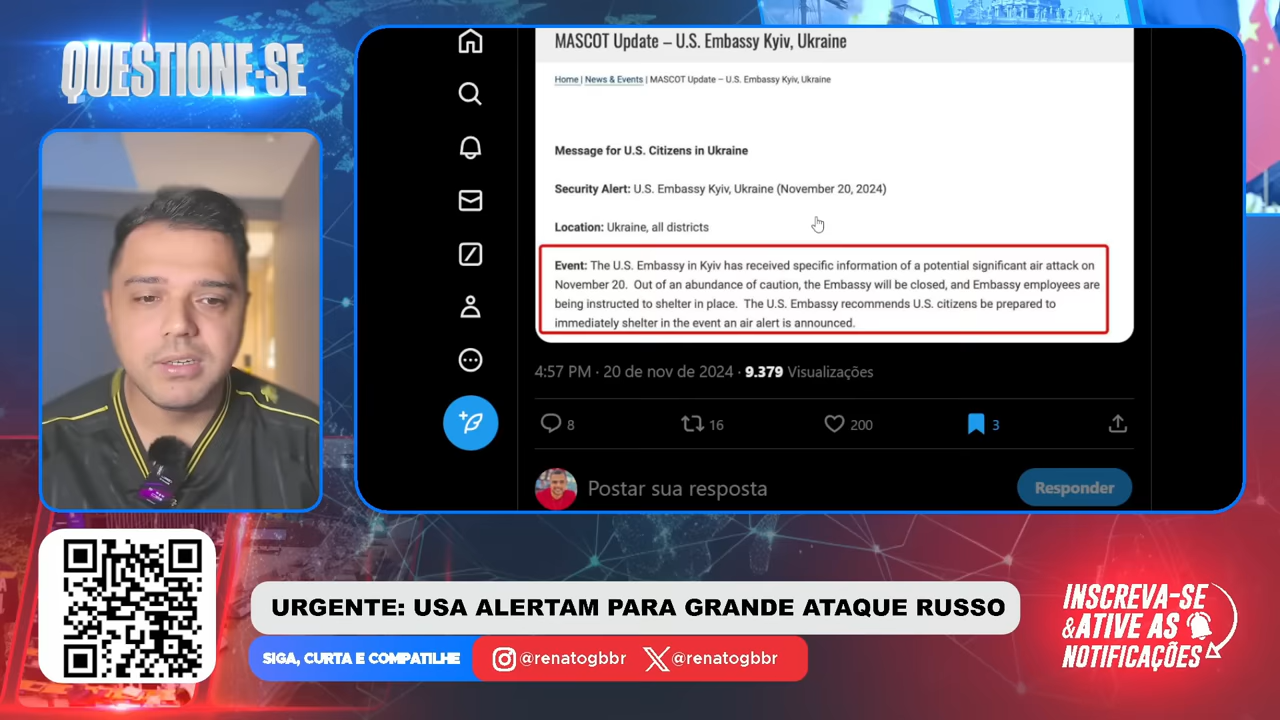 QUESTIONE-SE
MASCOT Update – U.S. Embassy Kyiv, Ukraine
Home | News & Events | MASCOT Update – U.S. Embassy Kyiv, Ukraine
Message for U.S. Citizens in Ukraine
Security Alert: U.S. Embassy Kyiv, Ukraine (November 20, 2024)
Location: Ukraine, all districts
Event: The U.S. Embassy in Kyiv has received specific information of a potential significant air attack on
November 20. Out of an abundance of caution, the Embassy will be closed, and Embassy employees are
being instructed to shelter in place. The U.S. Embassy recommends U.S. citizens be prepared to
immediately shelter in the event an air alert is announced.
4:57 PM · 20 de nov de 2024 · 9.379 Visualizações
8 16 200 3
Postar sua resposta
Responder
URGENTE: USA ALERTAM PARA GRANDE ATAQUE RUSSO
SIGA, CURTA E COMPATILHE @renatogbbr @renatogbbr
INSCREVA-SE
&ATIVE AS
NOTIFICAÇÕES